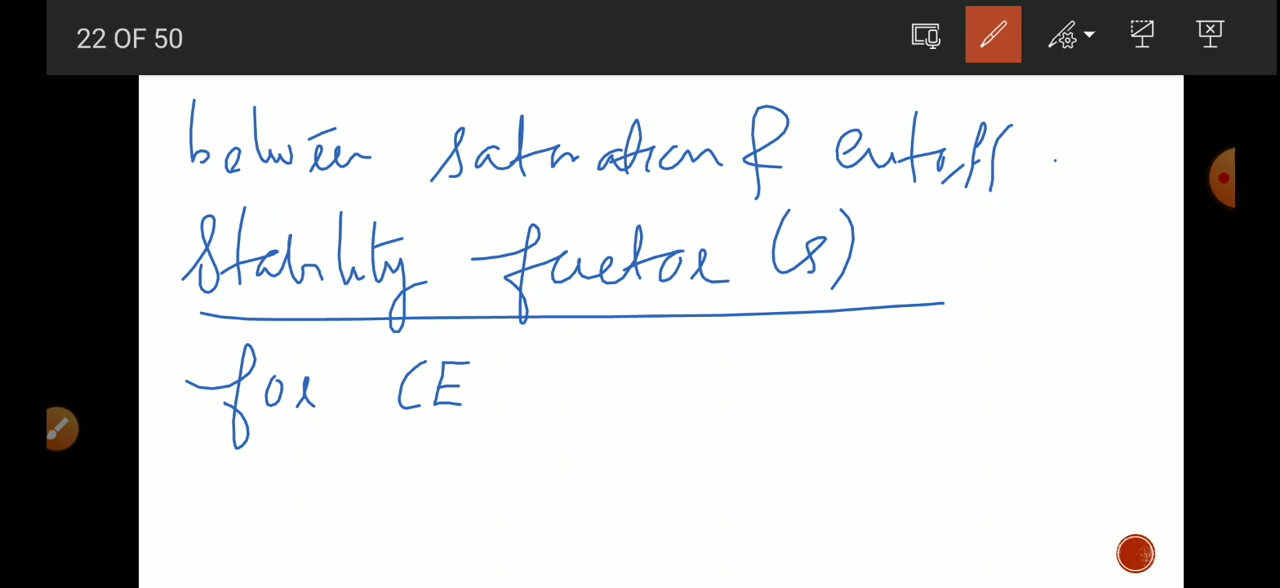 22 OF 50
between saturation & cutoff.
Stability factor (s)
for CE